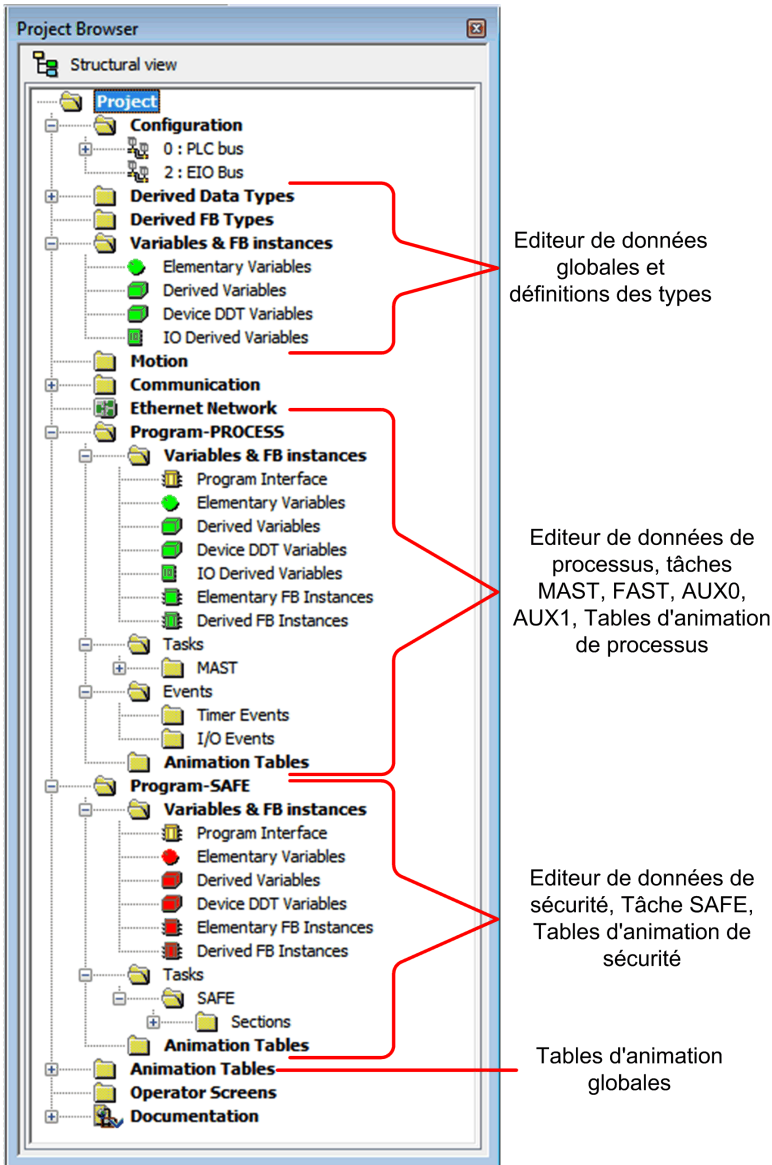 Project Browser
Structural view
Project
Configuration
0 : PLC bus
2 : EIO Bus
Derived Data Types
Derived FB Types
Variables & FB instances
Elementary Variables
Derived Variables
Device DDT Variables
IO Derived Variables
Motion
Communication
Ethernet Network
Program-PROCESS
Variables & FB instances
Program Interface
Elementary Variables
Derived Variables
Device DDT Variables
IO Derived Variables
Elementary FB Instances
Derived FB Instances
Tasks
MAST
Events
Timer Events
I/O Events
Animation Tables
Program-SAFE
Variables & FB instances
Program Interface
Elementary Variables
Derived Variables
Device DDT Variables
Elementary FB Instances
Derived FB Instances
Tasks
SAFE
Sections
Animation Tables
Animation Tables
Operator Screens
Documentation
Editeur de données
globales et
définitions des types
Editeur de données de
processus, tâches
MAST, FAST, AUX0,
AUX1, Tables d'animation
de processus
Editeur de données de
sécurité, Tâche SAFE,
Tables d'animation de
sécurité
Tables d'animation
globales